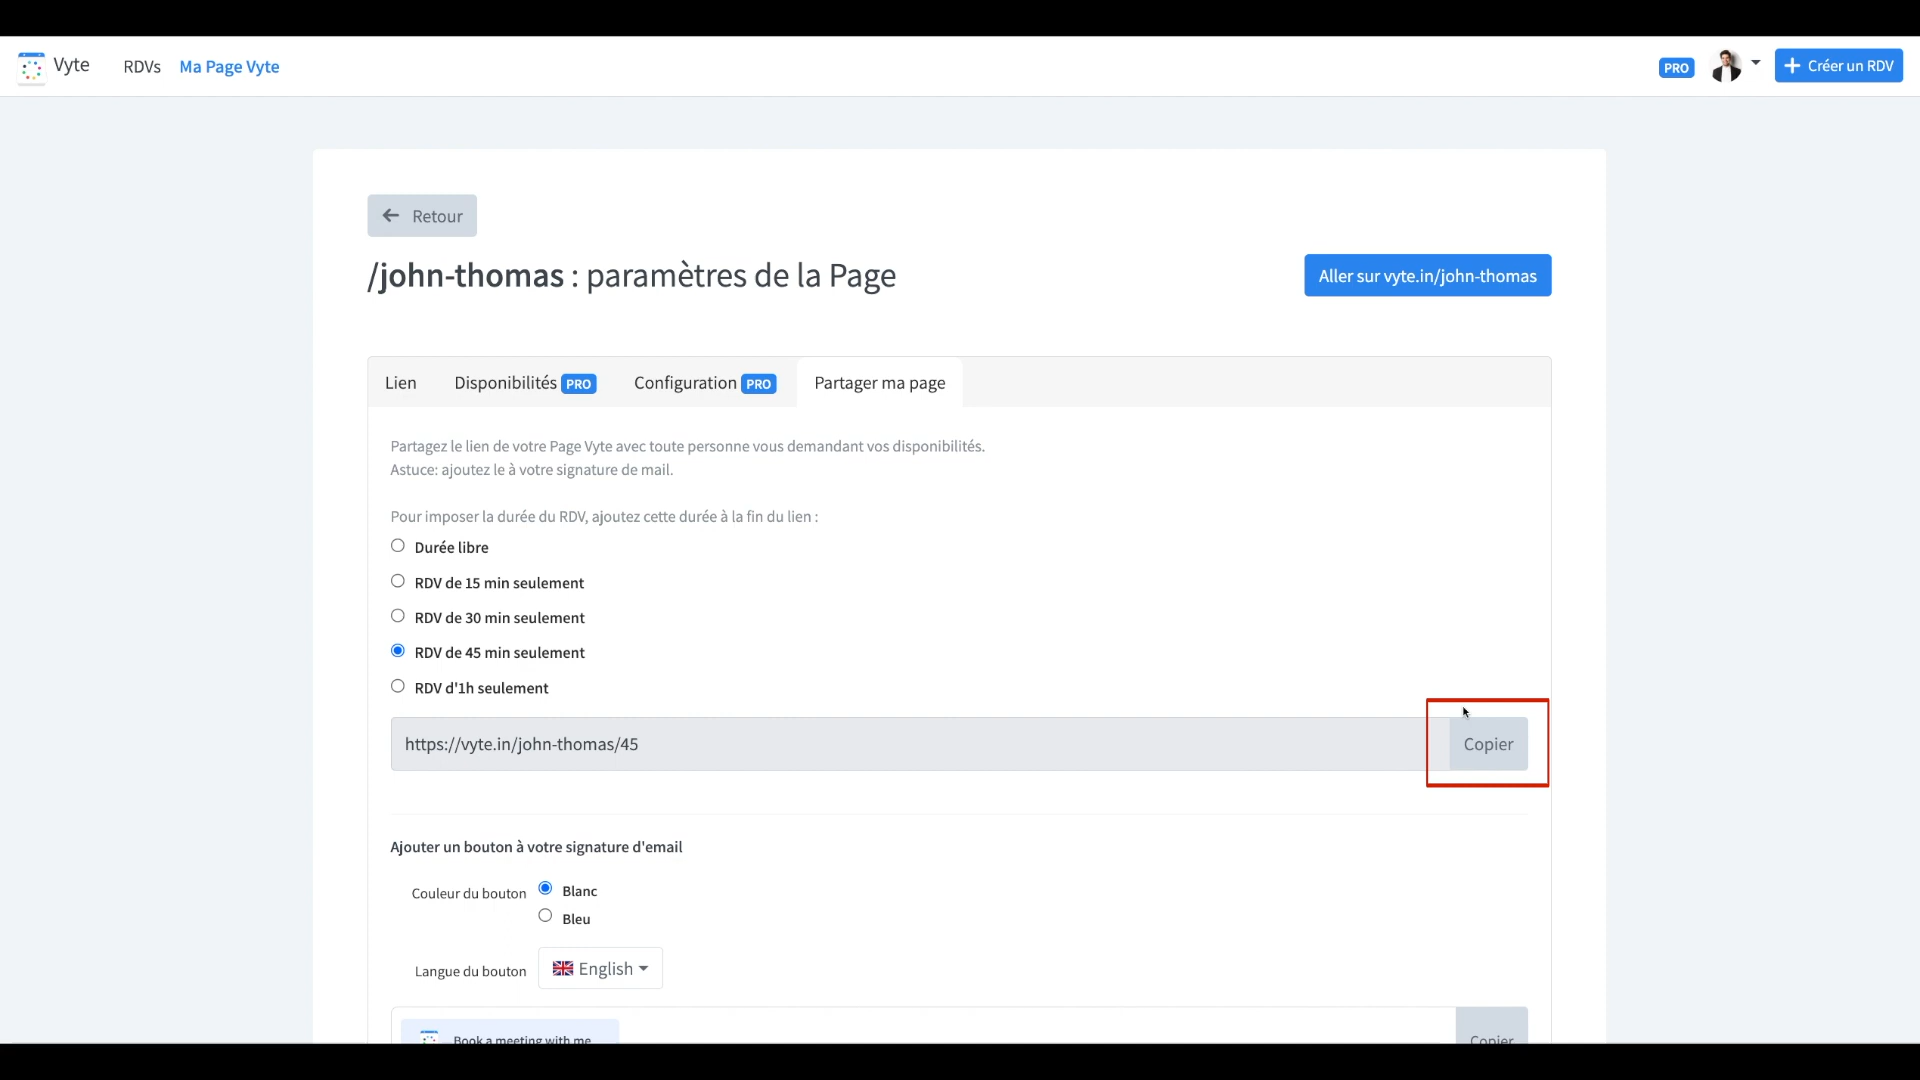 Vyte RDVs Ma Page Vyte PRO Créer un RDV
Retour
/john-thomas : paramètres de la Page
Aller sur vyte.in/john-thomas
Lien Disponibilités PRO Configuration PRO Partager ma page
Partagez le lien de votre Page Vyte avec toute personne vous demandant vos disponibilités.
Astuce: ajoutez le à votre signature de mail.
Pour imposer la durée du RDV, ajoutez cette durée à la fin du lien :
Durée libre
RDV de 15 min seulement
RDV de 30 min seulement
RDV de 45 min seulement
RDV d'1h seulement
https://vyte.in/john-thomas/45 Copier
Ajouter un bouton à votre signature d'email
Couleur du bouton Blanc
Bleu
Langue du bouton English
Book a meeting with me Copier